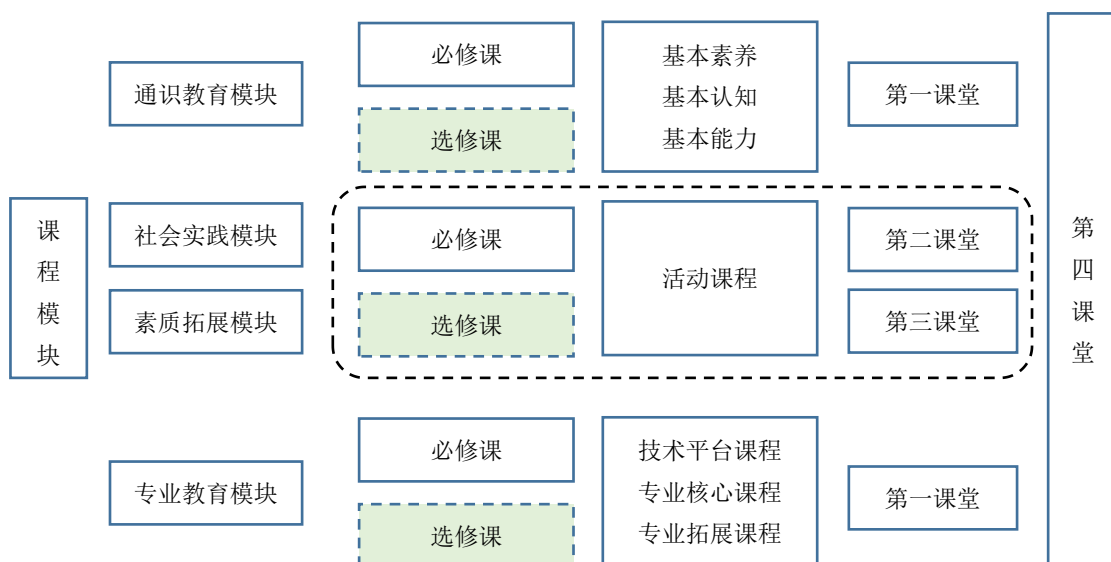 课程模块
通识教育模块
必修课
选修课
基本素养
基本认知
基本能力
第一课堂
社会实践模块
素质拓展模块
必修课
选修课
活动课程
第二课堂
第三课堂
专业教育模块
必修课
选修课
技术平台课程
专业核心课程
专业拓展课程
第一课堂
第四课堂